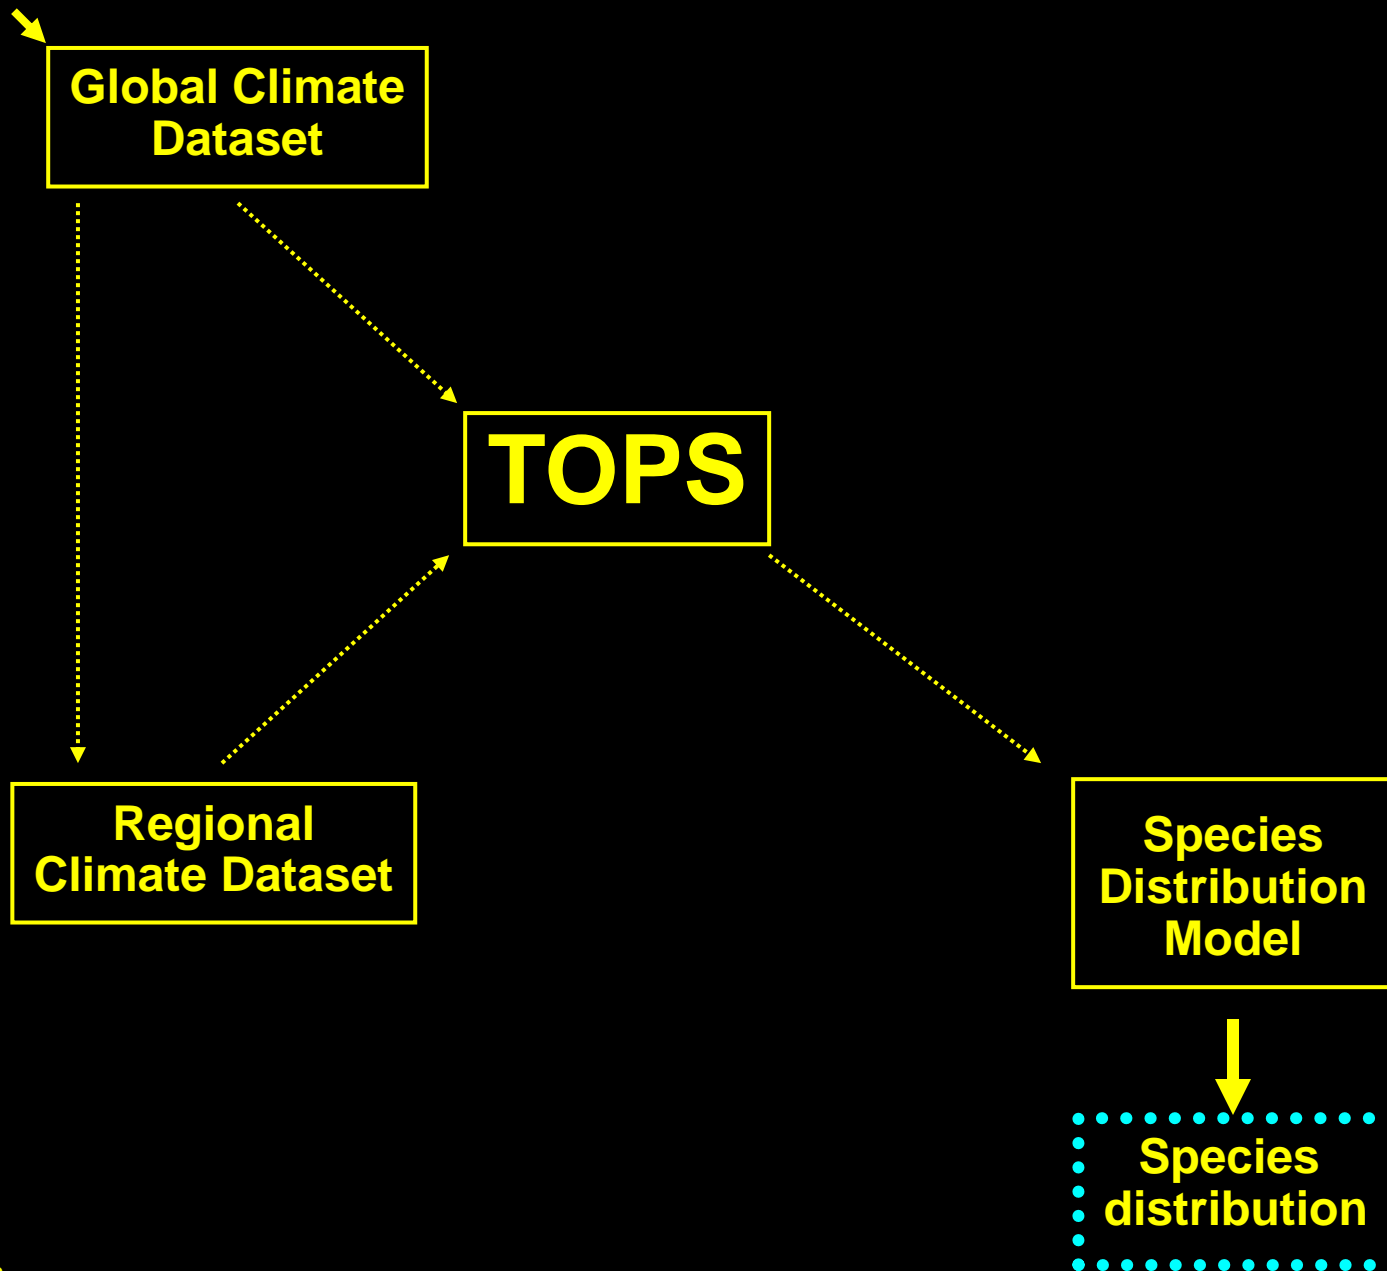 Global Climate
Dataset
TOPS
Regional
Climate Dataset
Species
Distribution
Model
Species
distribution